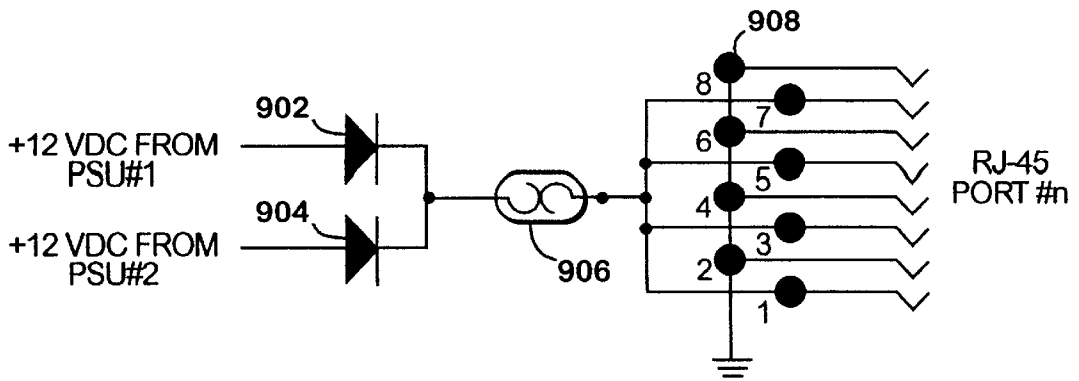 908
902
+12 VDC FROM
PSU#1
904
+12 VDC FROM
PSU#2
906
8
7
6
5
4
3
2
1
RJ-45
PORT #n